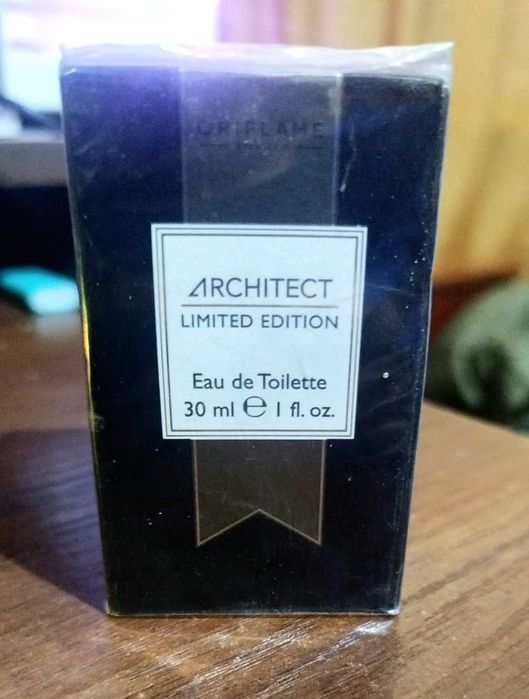 ORIFLAME
ARCHITECT
LIMITED EDITION
Eau de Toilette
30 ml ℮ 1 fl. oz.